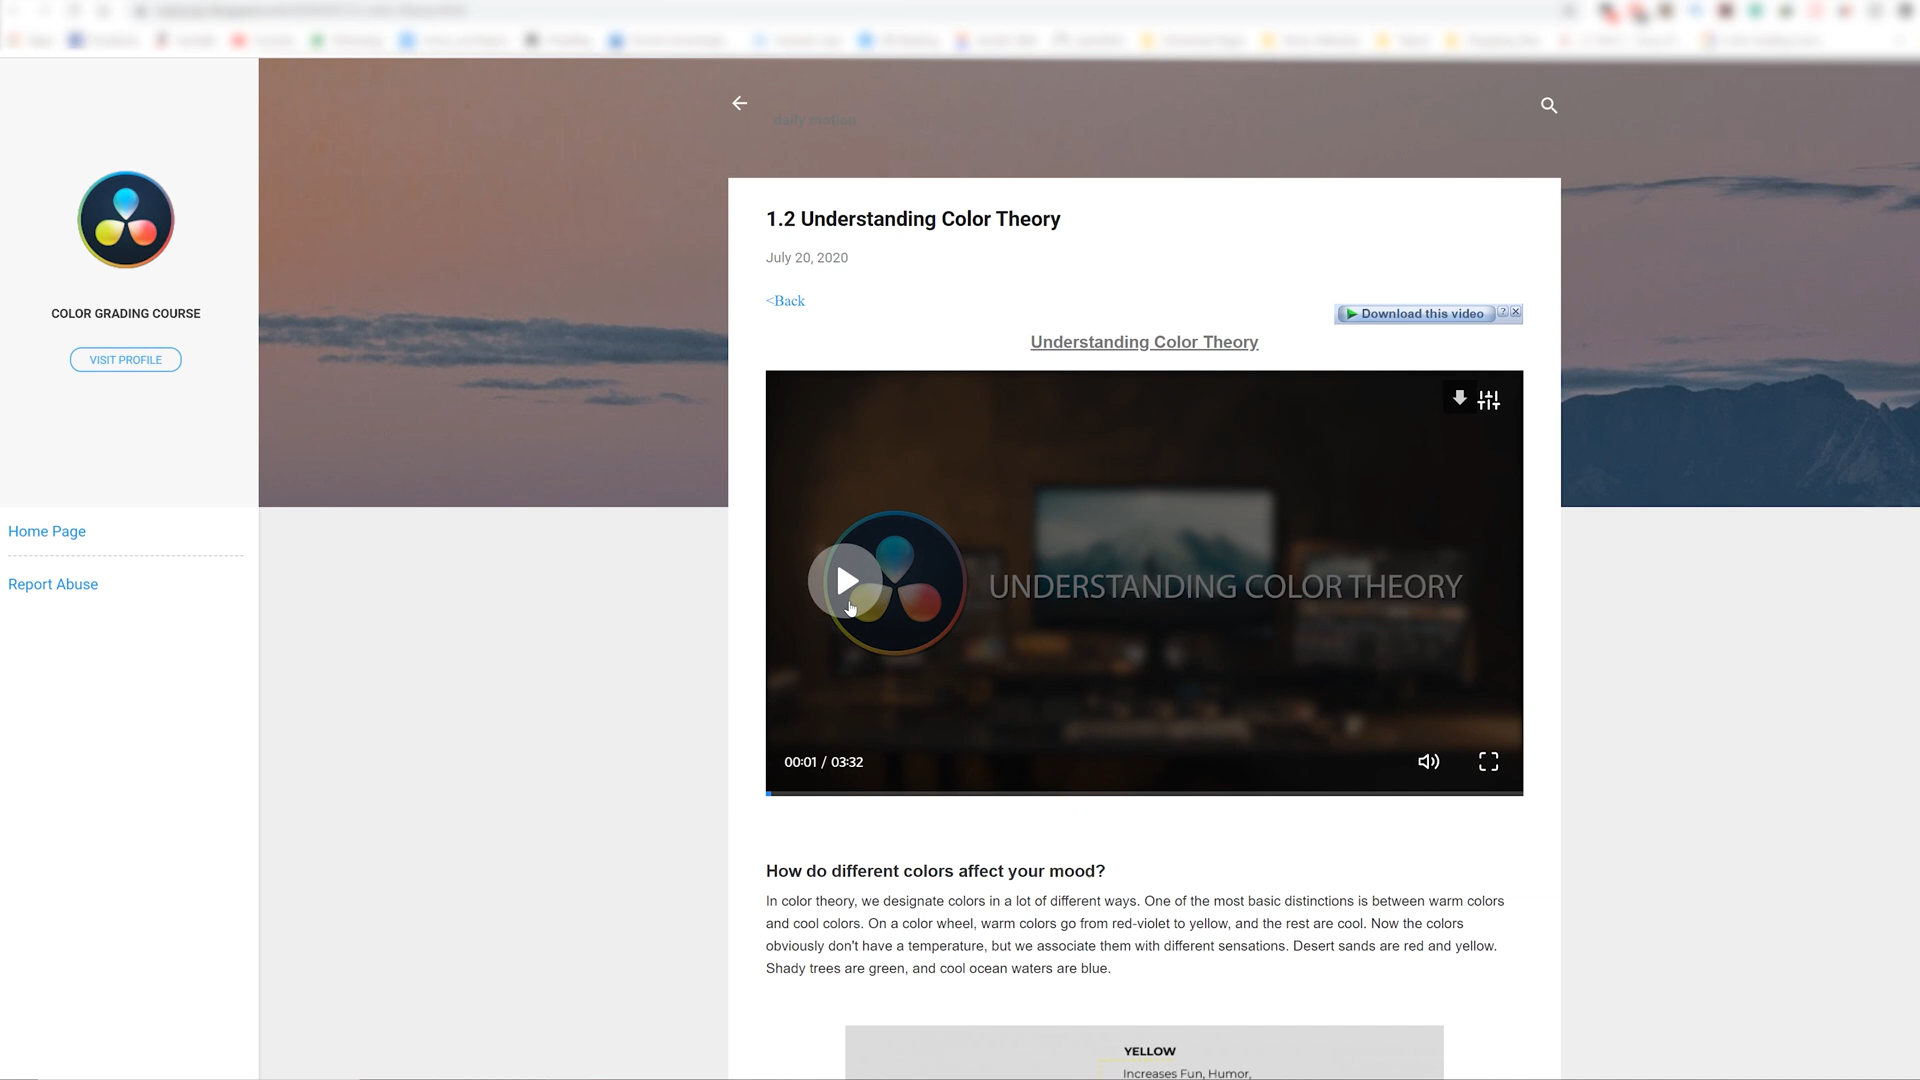 daily motion
1.2 Understanding Color Theory
July 20, 2020
<Back
Download this video
Understanding Color Theory
UNDERSTANDING COLOR THEORY
00:01 / 03:32
COLOR GRADING COURSE
VISIT PROFILE
Home Page
Report Abuse
How do different colors affect your mood?
In color theory, we designate colors in a lot of different ways. One of the most basic distinctions is between warm colors
and cool colors. On a color wheel, warm colors go from red-violet to yellow, and the rest are cool. Now the colors
obviously don't have a temperature, but we associate them with different sensations. Desert sands are red and yellow.
Shady trees are green, and cool ocean waters are blue.
YELLOW
Increases Fun, Humor,